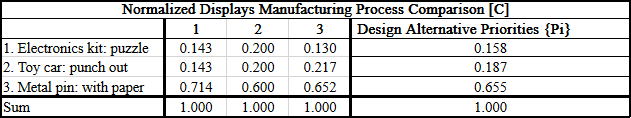 Normalized Displays Manufacturing Process Comparison [C]
1 2 3 Design Alternative Priorities {Pi}
1. Electronics kit: puzzle 0.143 0.200 0.130 0.158
2. Toy car: punch out 0.143 0.200 0.217 0.187
3. Metal pin: with paper 0.714 0.600 0.652 0.655
Sum 1.000 1.000 1.000 1.000